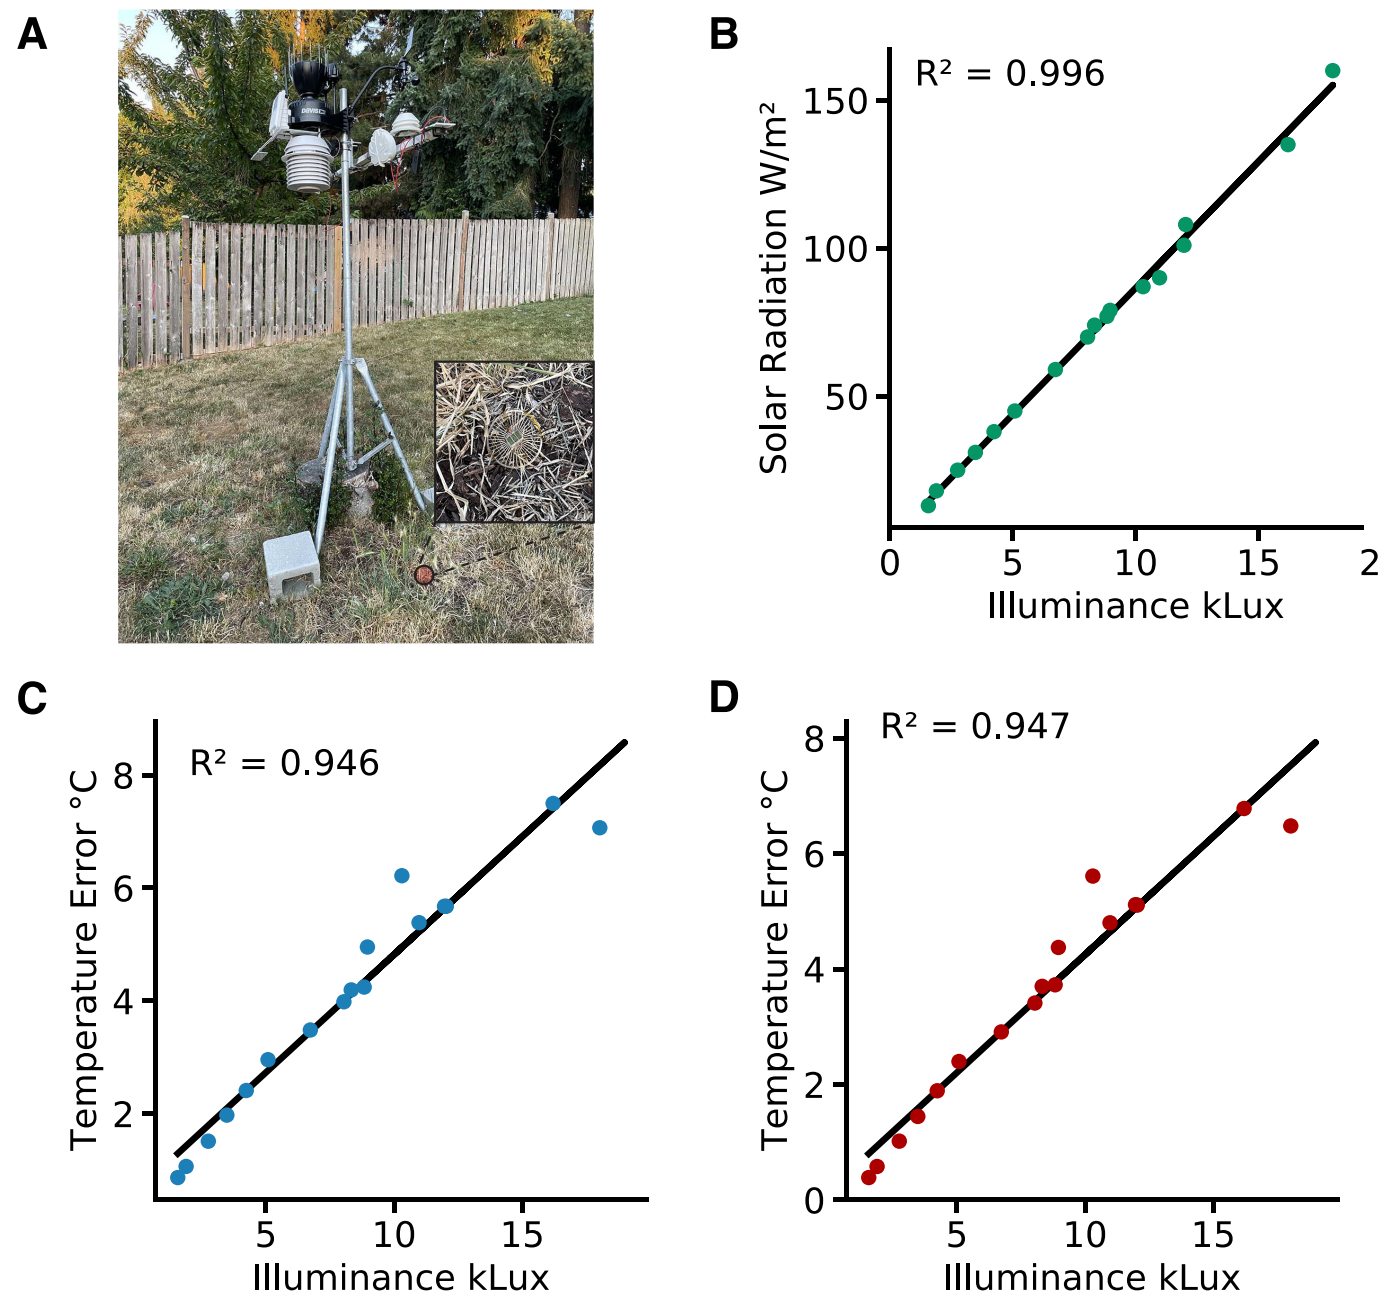 A
DAVIS
B
R² = 0.996
Solar Radiation W/m²
150
100
50
0 5 10 15 2
Illuminance kLux
C
R² = 0.946
Temperature Error °C
8
6
4
2
5 10 15
Illuminance kLux
D
R² = 0.947
Temperature Error °C
8
6
4
2
0
5 10 15
Illuminance kLux